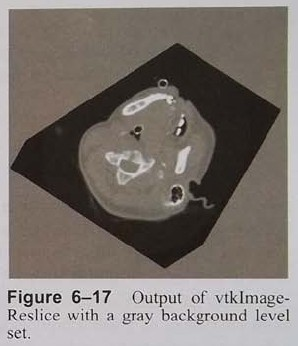 Figure 6–17 Output of vtkImage-
Reslice with a gray background level
set.